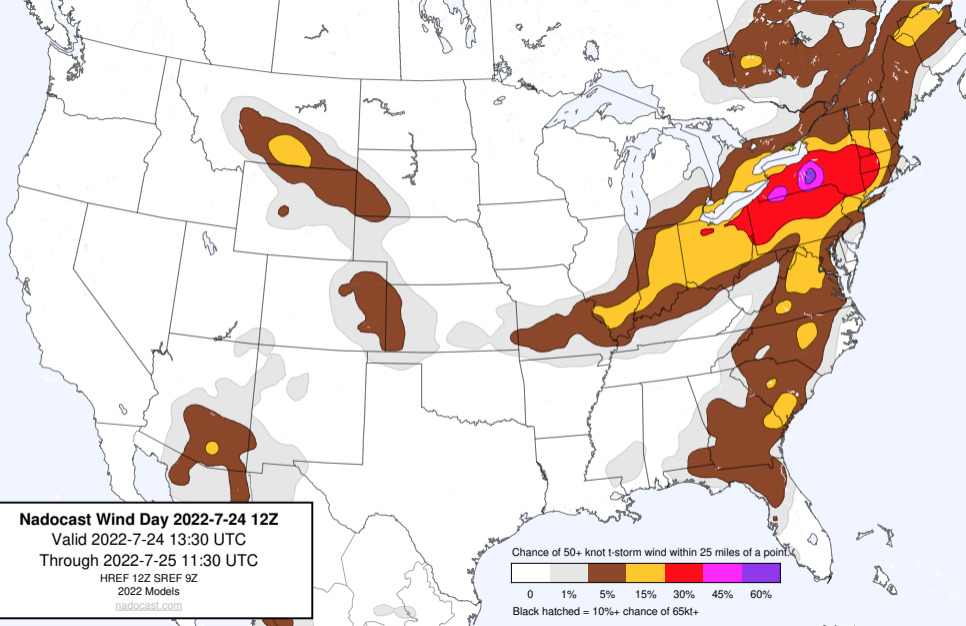 Nadocast Wind Day 2022-7-24 12Z
Valid 2022-7-24 13:30 UTC
Through 2022-7-25 11:30 UTC
HREF 12Z SREF 9Z
2022 Models
nadocast.com
Chance of 50+ knot t-storm wind within 25 miles of a point.
0 1% 5% 15% 30% 45% 60%
Black hatched = 10%+ chance of 65kt+